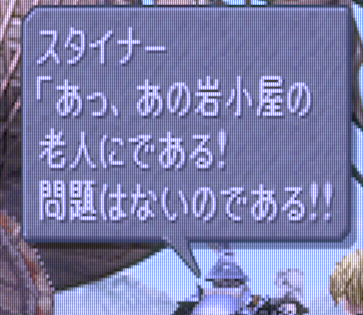 スタイナー
「あっ、あの岩小屋の
老人にである!
問題はないのである!!